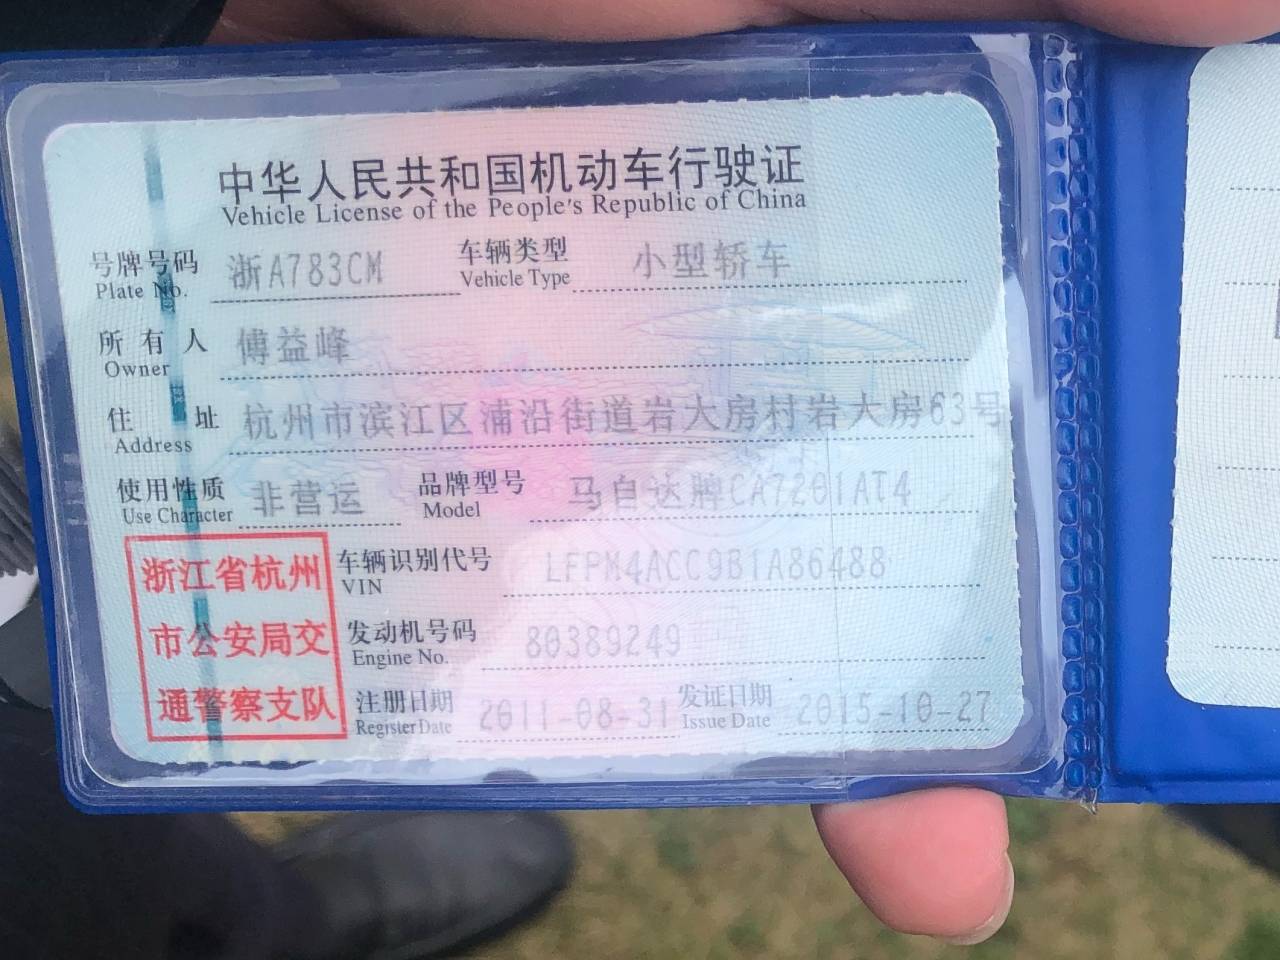 中华人民共和国机动车行驶证
Vehicle License of the People's Republic of China
号牌号码 浙A783CM 车辆类型 小型轿车
Plate No. Vehicle Type
所有人 傅益峰
Owner
住址 杭州市滨江区浦沿街道岩大房村岩大房63号
Address
使用性质 非营运 品牌型号 马自达牌CA7201AT4
Use Character Model
浙江省杭州
市公安局交
通警察支队
车辆识别代号 LFPM4ACC9B1A86488
VIN
发动机号码 80389249
Engine No.
注册日期 2011-08-31 发证日期 2015-10-27
Register Date Issue Date